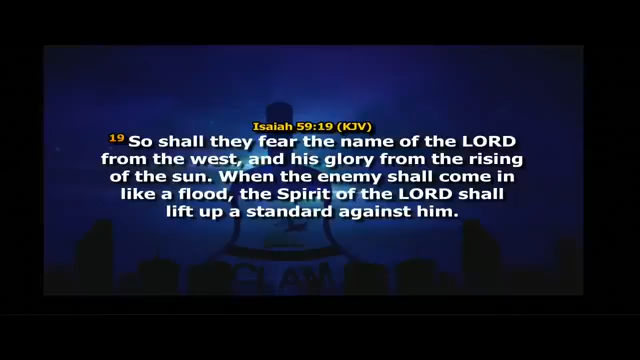 Isaiah 59:19 (KJV)
19 So shall they fear the name of the LORD
from the west, and his glory from the rising
of the sun. When the enemy shall come in
like a flood, the Spirit of the LORD shall
lift up a standard against him.
GLAM